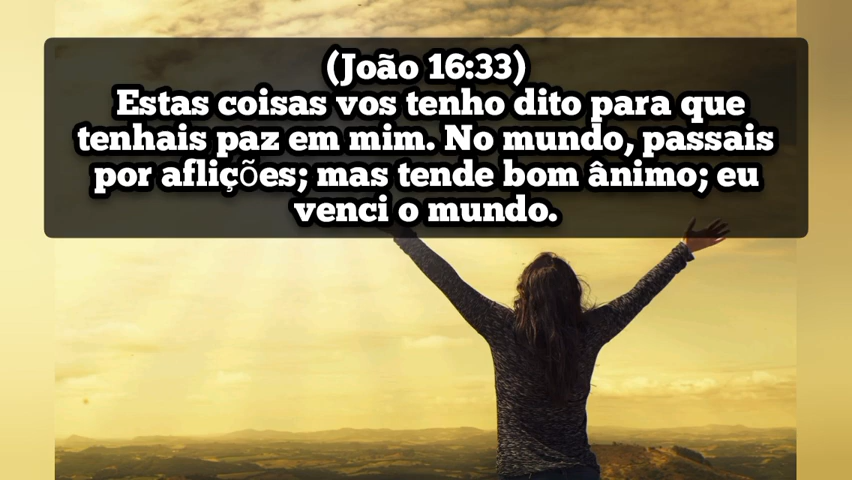 (João 16:33)
Estas coisas vos tenho dito para que
tenhais paz em mim. No mundo, passais
por aflições; mas tende bom ânimo; eu
venci o mundo.